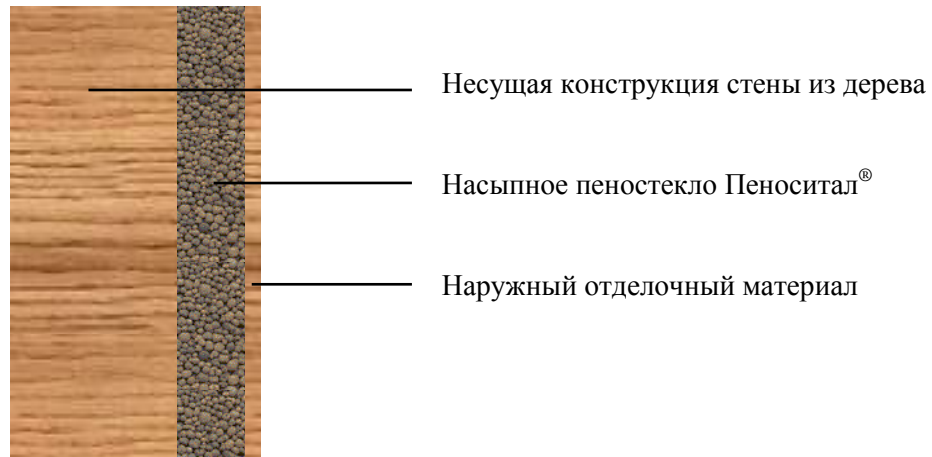 Несущая конструкция стены из дерева
Насыпное пеностекло Пеноситал®
Наружный отделочный материал